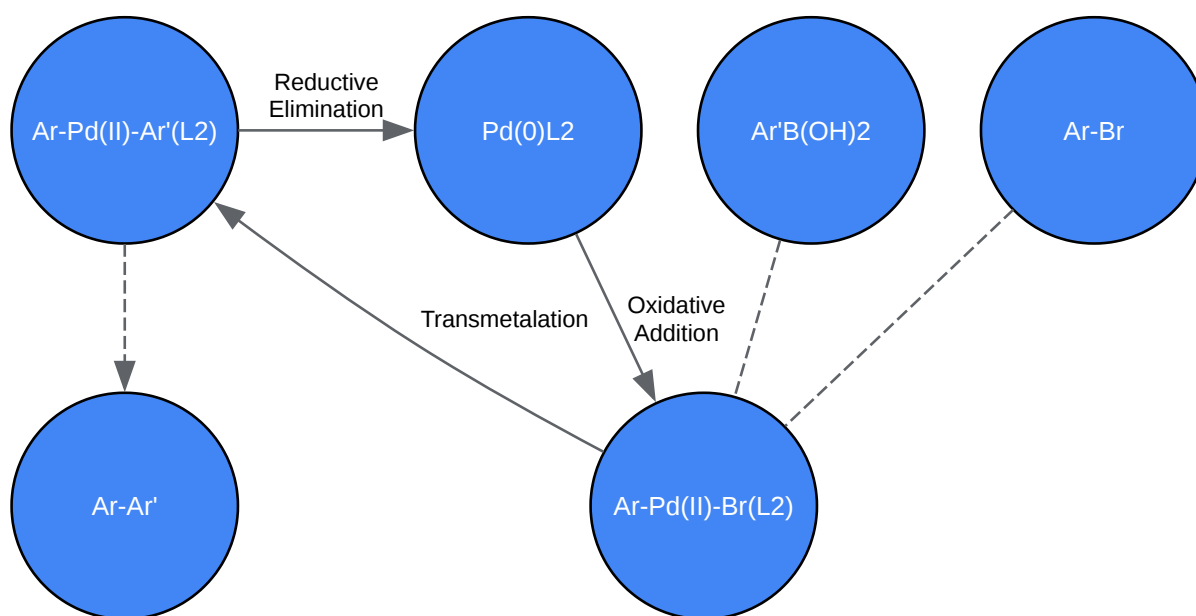 Reductive
Elimination
Ar-Pd(II)-Ar'(L2)
Pd(0)L2
Ar'B(OH)2
Ar-Br
Transmetalation
Oxidative
Addition
Ar-Ar'
Ar-Pd(II)-Br(L2)